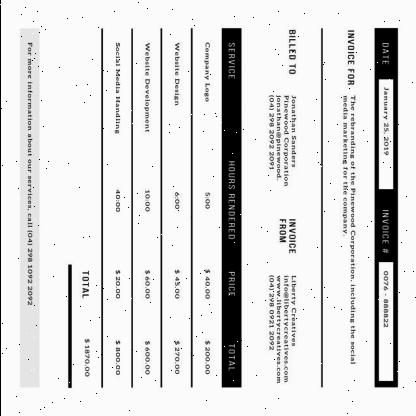 DATE January 25, 2019 INVOICE # 0076 - 888822
INVOICE FOR The rebranding of the Pinewood Corporation, including the social
media marketing for the company.
BILLED TO Jonathan Sanders INVOICE Liberty Creatives
Pinewood Corporation FROM info@libertycreatives.com
jonathan@pinewood. www.libertycreatives.com
(04) 298 2092 2091 (04) 298 0921 2092
SERVICE HOURS RENDERED PRICE TOTAL
Company Logo 5:00 $ 40.00 $ 200.00
Website Design 6:00 $ 45.00 $ 270.00
Website Development 10:00 $ 60.00 $ 600.00
Social Media Handling 40:00 $ 20.00 $ 800.00
TOTAL $ 1870.00
For more information about our services, call (04) 298 1092 2092